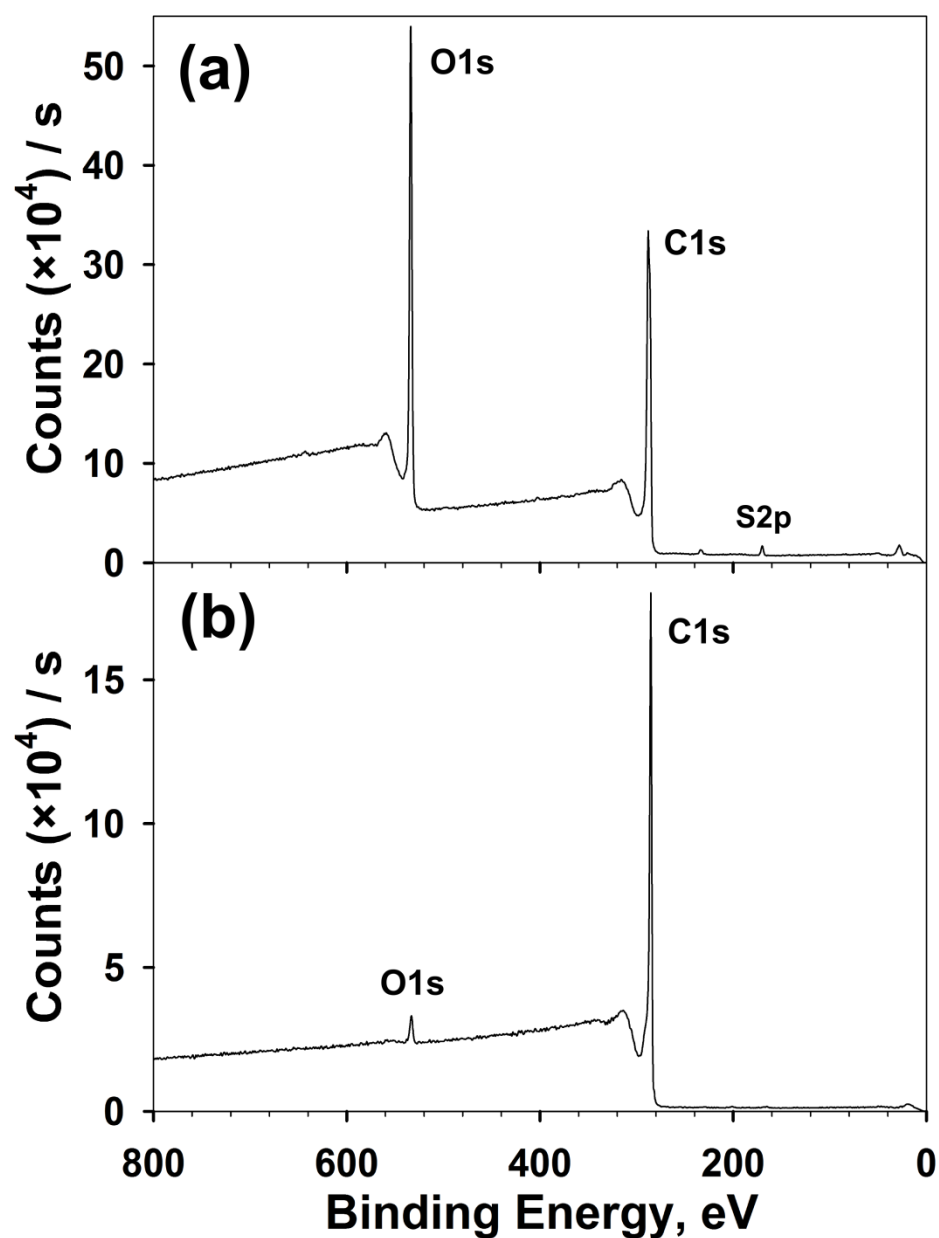 (a)
O1s
C1s
S2p
50
40
30
20
10
0
Counts (×10⁴) / s
(b)
C1s
O1s
15
10
5
0
Counts (×10⁴) / s
800 600 400 200 0
Binding Energy, eV